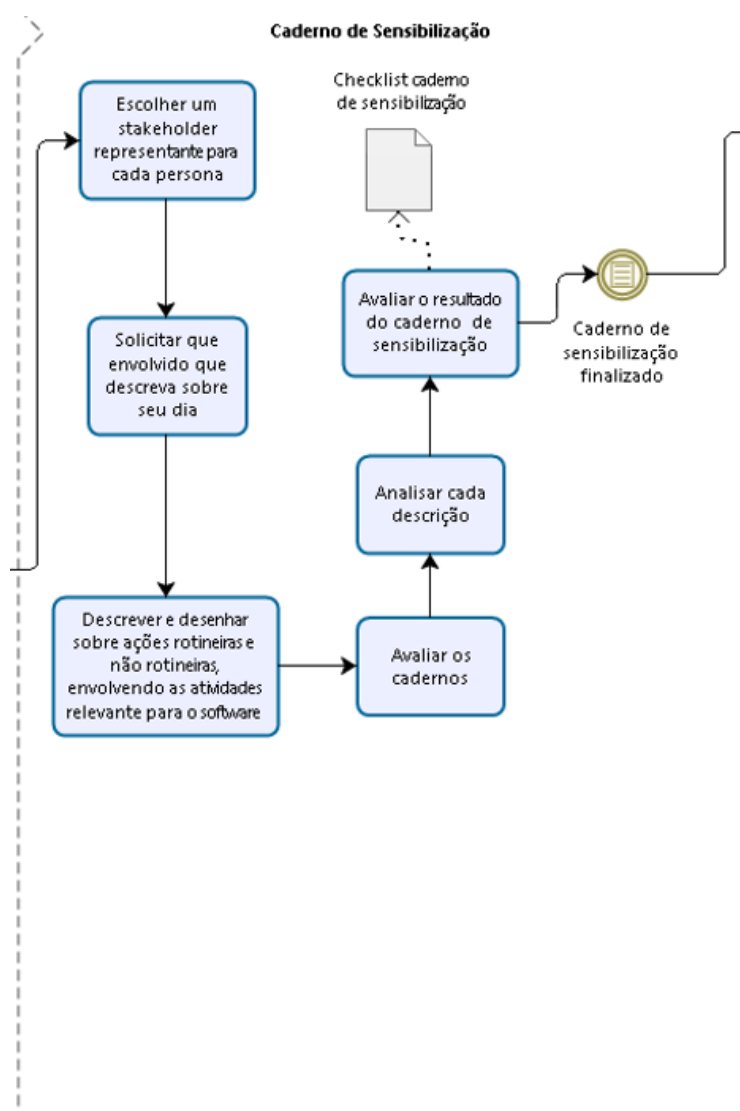 Caderno de Sensibilização
Escolher um
stakeholder
representante para
cada persona
Solicitar que
envolvido que
descreva sobre
seu dia
Descrever e desenhar
sobre ações rotineiras e
não rotineiras,
envolvendo as atividades
relevante para o software
Avaliar os
cadernos
Analisar cada
descrição
Avaliar o resultado
do caderno de
sensibilização
Checklist caderno
de sensibilização
Caderno de
sensibilização
finalizado